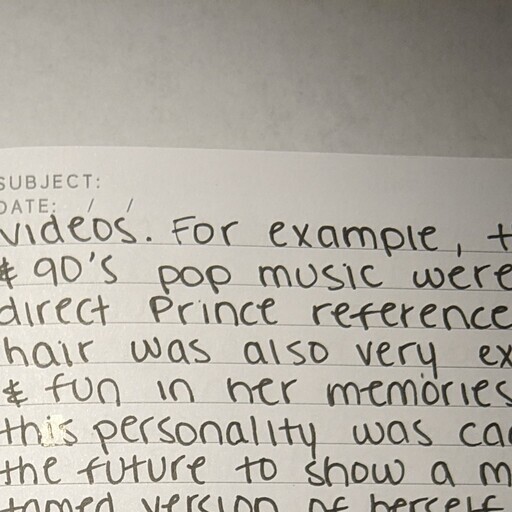 SUBJECT:
DATE: / /
videos. For example, t
& 90's pop music were
direct Prince reference
hair was also very ex
& fun in her memories
this personality was ca
the future to show a m
tamed version of herself